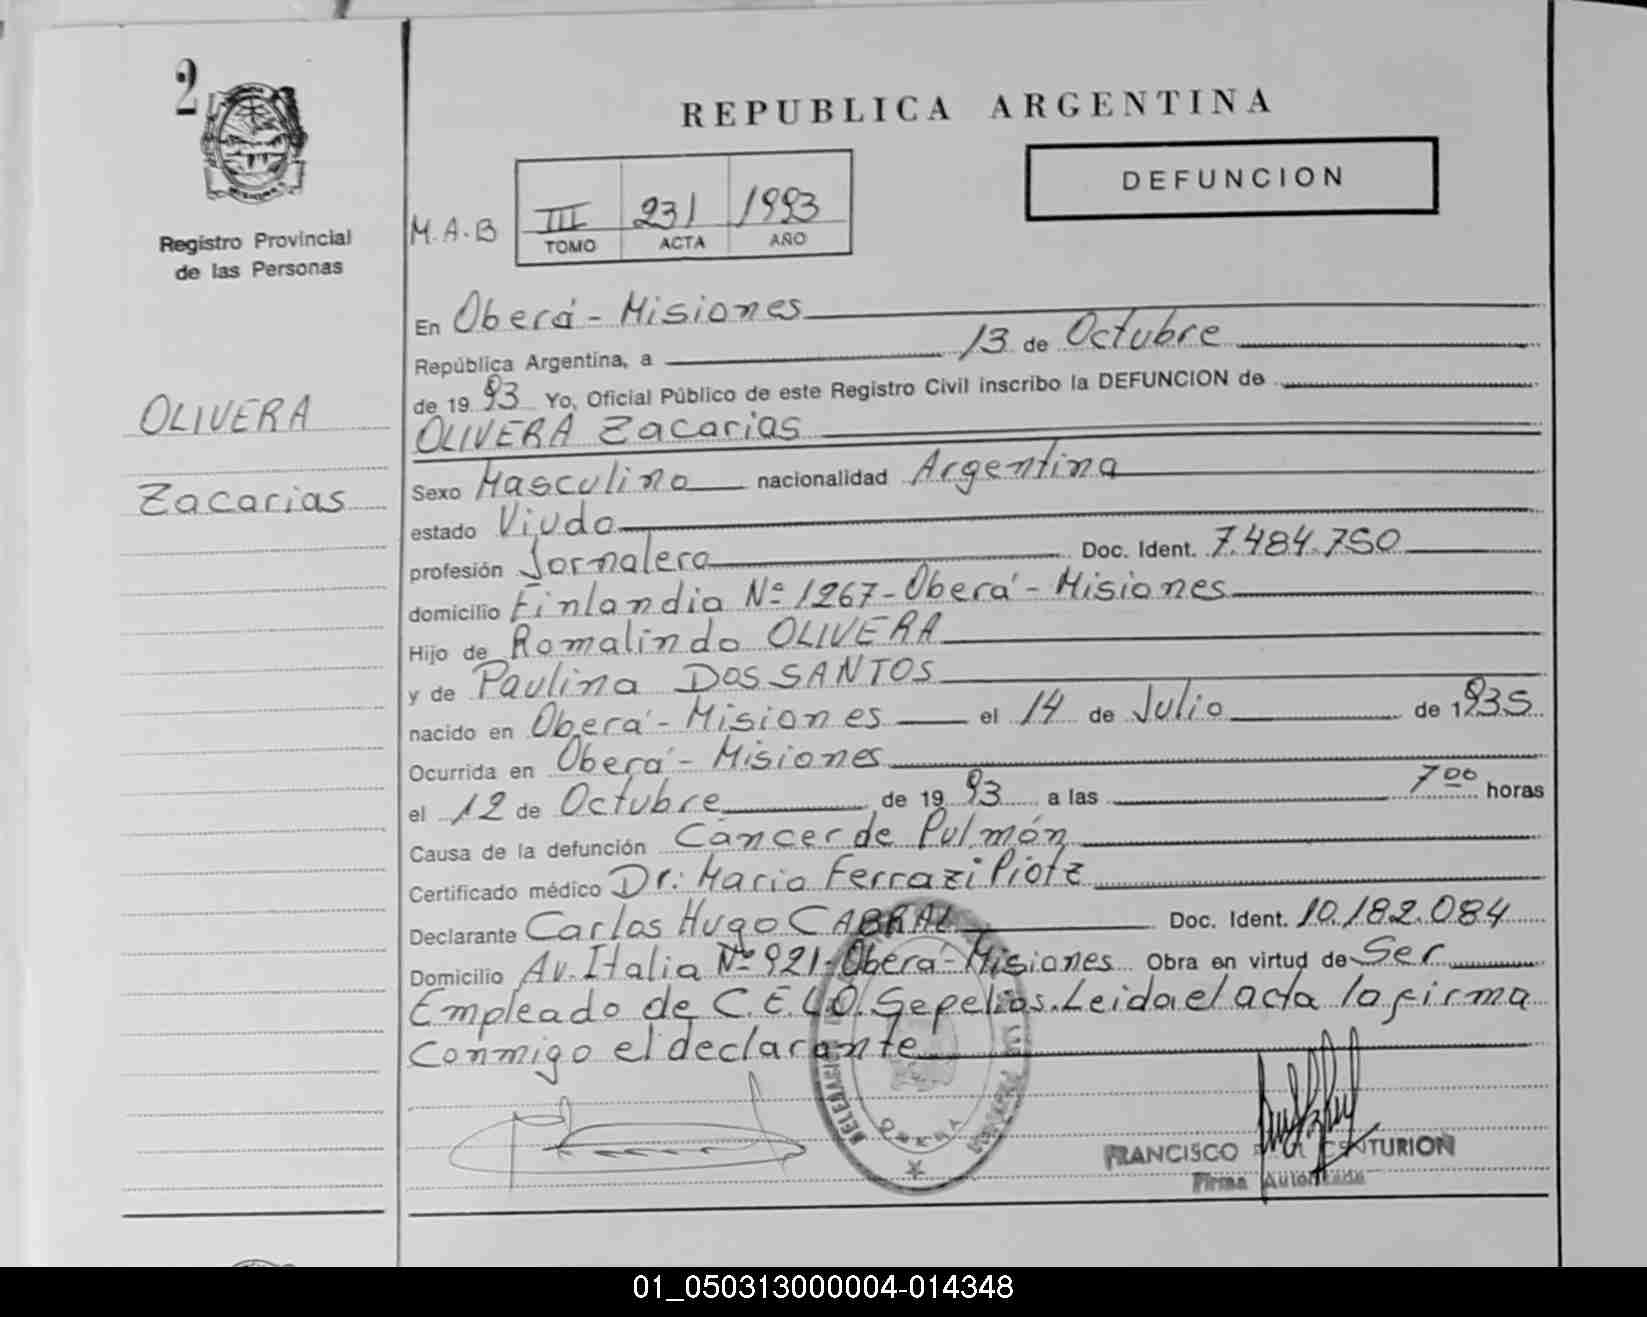 2
REPUBLICA ARGENTINA
DEFUNCION
Registro Provincial
de las Personas
M.A.B
III 231 1993
TOMO ACTA AÑO
OLIVERA
Zacarias
En Oberá - Misiones
República Argentina, a 13 de Octubre
de 19 93 Yo, Oficial Público de este Registro Civil inscribo la DEFUNCION de
OLIVERA Zacarias
Sexo Masculino nacionalidad Argentina
estado Viudo
profesión Jornalero Doc. Ident. 7.484.750
domicilio Finlandia Nº 1267 - Oberá - Misiones
Hijo de Romalindo OLIVERA
y de Paulina DOS SANTOS
nacido en Oberá - Misiones el 14 de Julio de 1935
Ocurrida en Oberá - Misiones
el 12 de Octubre de 19 93 a las 7 00 horas
Causa de la defunción Cáncer de Pulmón
Certificado médico Dr. Mario Ferrazi Piotz
Declarante Carlos Hugo CABRAL Doc. Ident. 10.182.084
Domicilio Av. Italia Nº 921 - Oberá - Misiones Obra en virtud de Ser
Empleado de C.E.L.O. Sepelios. Leida el acta la firma
conmigo el declarante
OBERA
FRANCISCO
Firma Autorizada
01_050313000004-014348